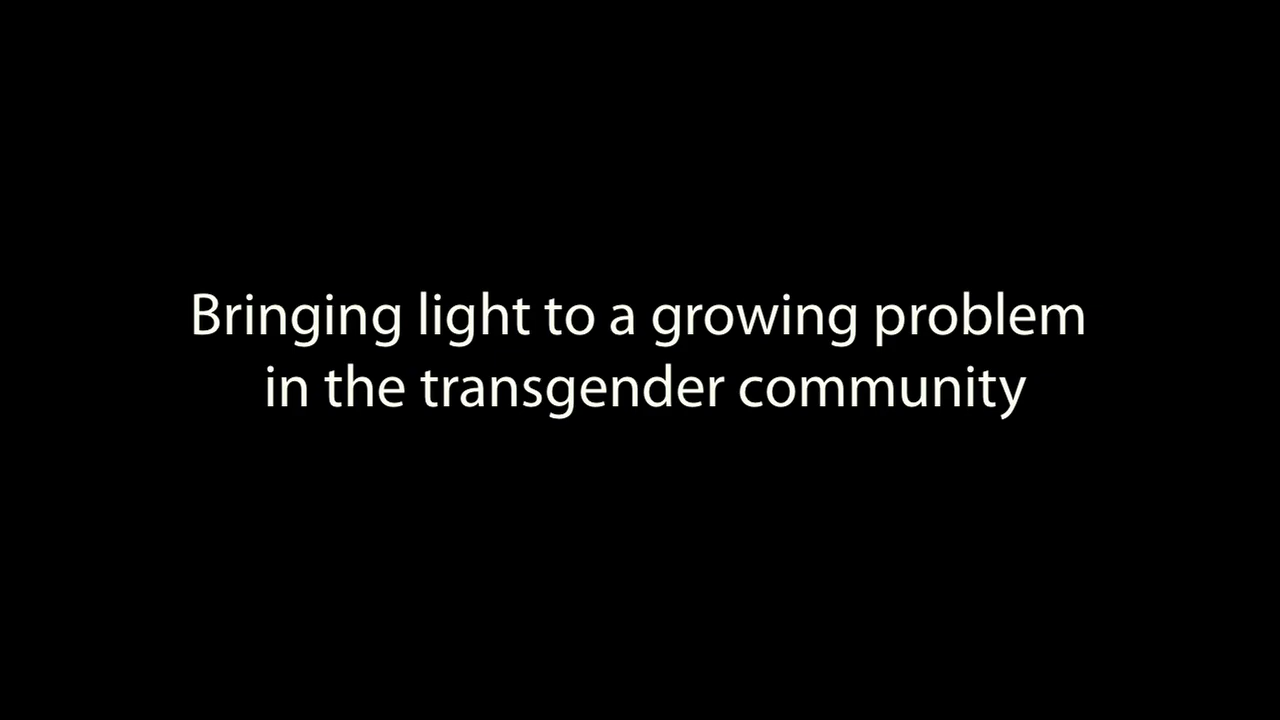 Bringing light to a growing problem
in the transgender community